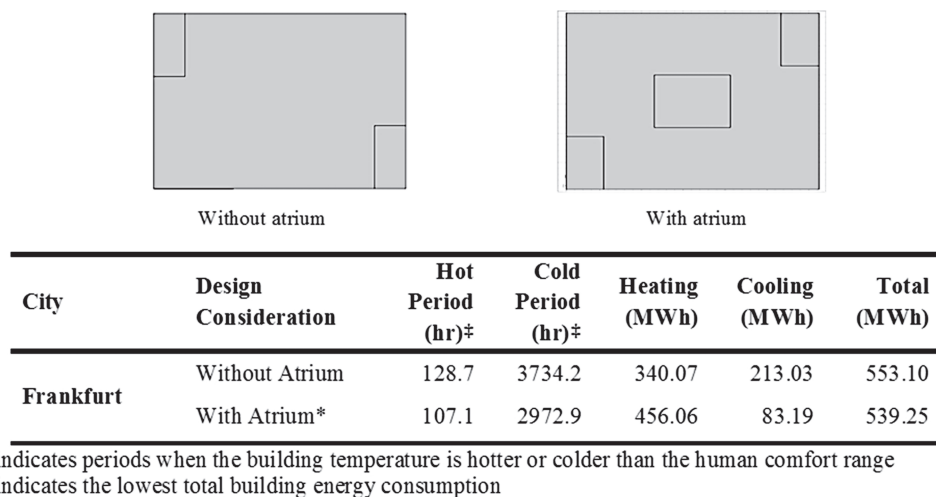 Without atrium
With atrium
City Design Consideration Hot Period (hr)‡ Cold Period (hr)‡ Heating (MWh) Cooling (MWh) Total (MWh)
Frankfurt
Without Atrium 128.7 3734.2 340.07 213.03 553.10
With Atrium* 107.1 2972.9 456.06 83.19 539.25
ndicates periods when the building temperature is hotter or colder than the human comfort range
ndicates the lowest total building energy consumption